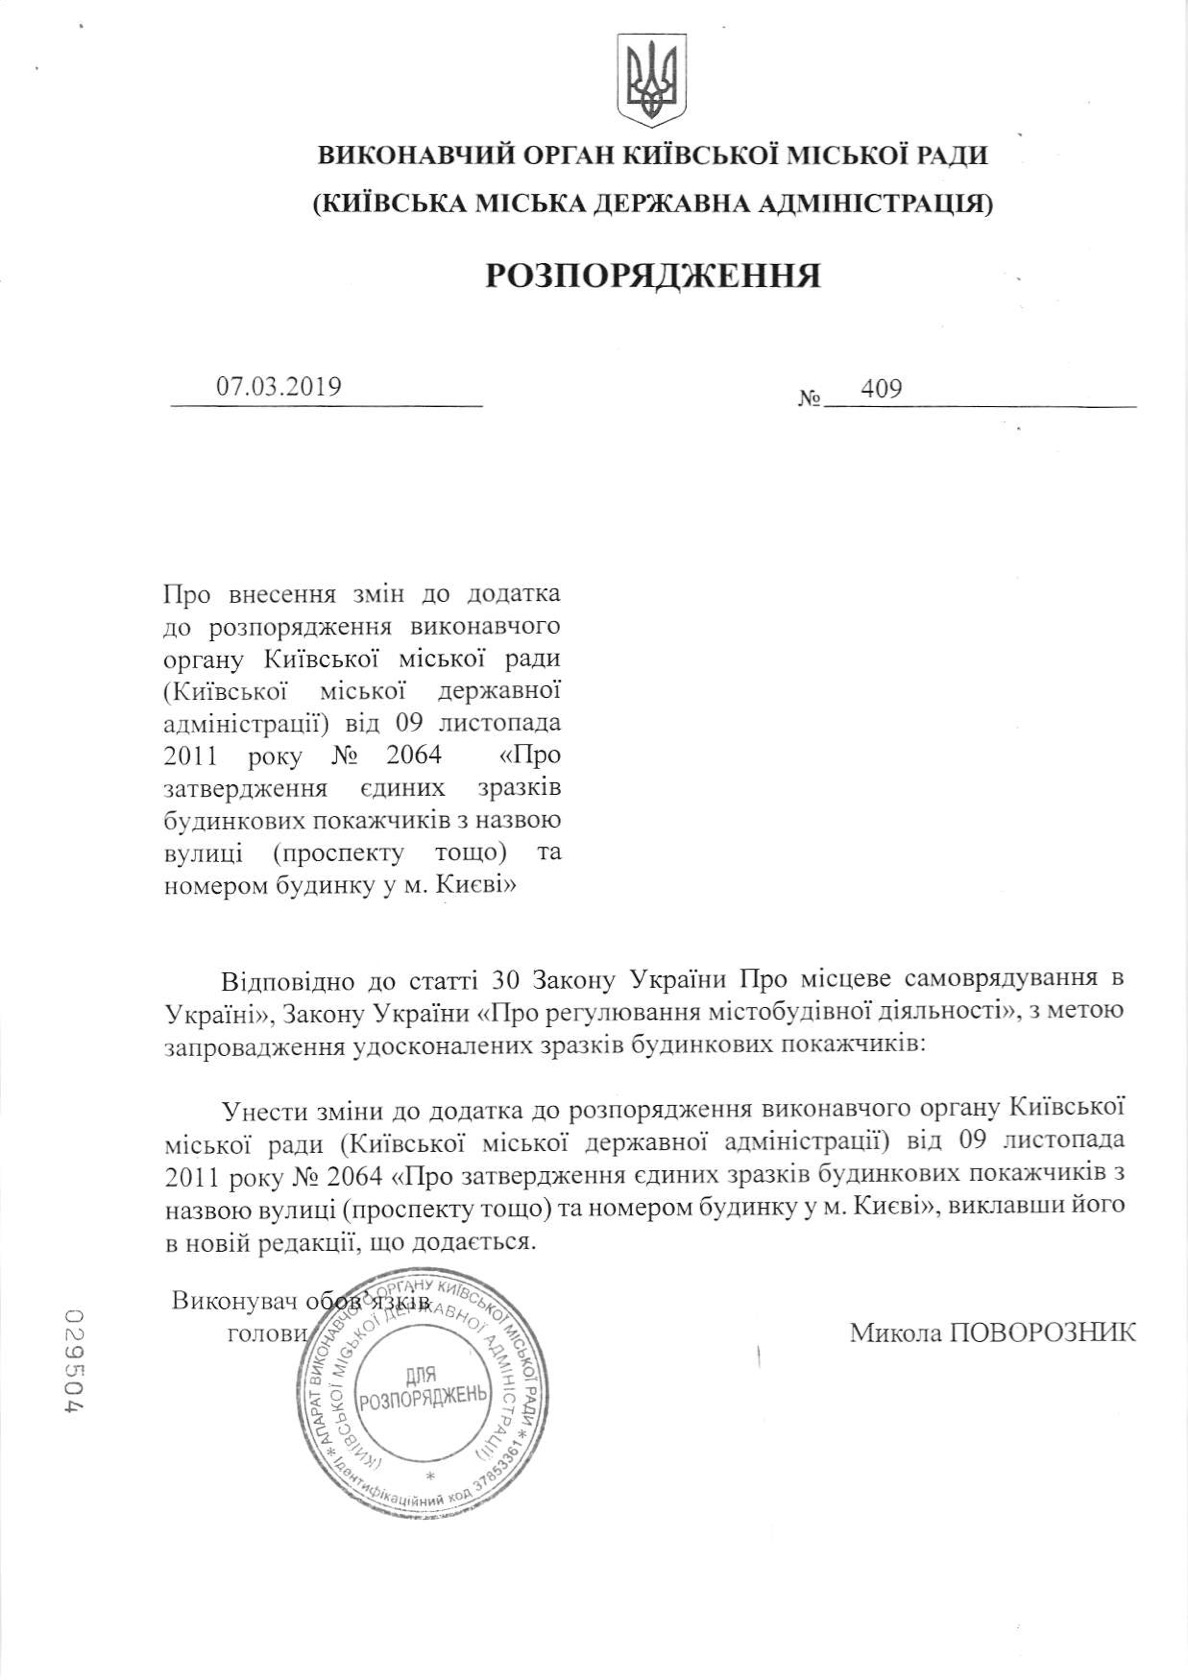 ВИКОНАВЧИЙ ОРГАН КИЇВСЬКОЇ МІСЬКОЇ РАДИ
(КИЇВСЬКА МІСЬКА ДЕРЖАВНА АДМІНІСТРАЦІЯ)
РОЗПОРЯДЖЕННЯ
07.03.2019 № 409
Про внесення змін до додатка
до розпорядження виконавчого
органу Київської міської ради
(Київської міської державної
адміністрації) від 09 листопада
2011 року № 2064 «Про
затвердження єдиних зразків
будинкових покажчиків з назвою
вулиці (проспекту тощо) та
номером будинку у м. Києві»
Відповідно до статті 30 Закону України Про місцеве самоврядування в
Україні», Закону України «Про регулювання містобудівної діяльності», з метою
запровадження удосконалених зразків будинкових покажчиків:
Унести зміни до додатка до розпорядження виконавчого органу Київської
міської ради (Київської міської державної адміністрації) від 09 листопада
2011 року № 2064 «Про затвердження єдиних зразків будинкових покажчиків з
назвою вулиці (проспекту тощо) та номером будинку у м. Києві», виклавши його
в новій редакції, що додається.
Виконувач обов'язків
голови Микола ПОВОРОЗНИК
* АПАРАТ ВИКОНАВЧОГО ОРГАНУ КИЇВСЬКОЇ МІСЬКОЇ РАДИ *
Ідентифікаційний код 37853361
(КИЇВСЬКОЇ МІСЬКОЇ ДЕРЖАВНОЇ АДМІНІСТРАЦІЇ)
*
ДЛЯ
РОЗПОРЯДЖЕНЬ
029504